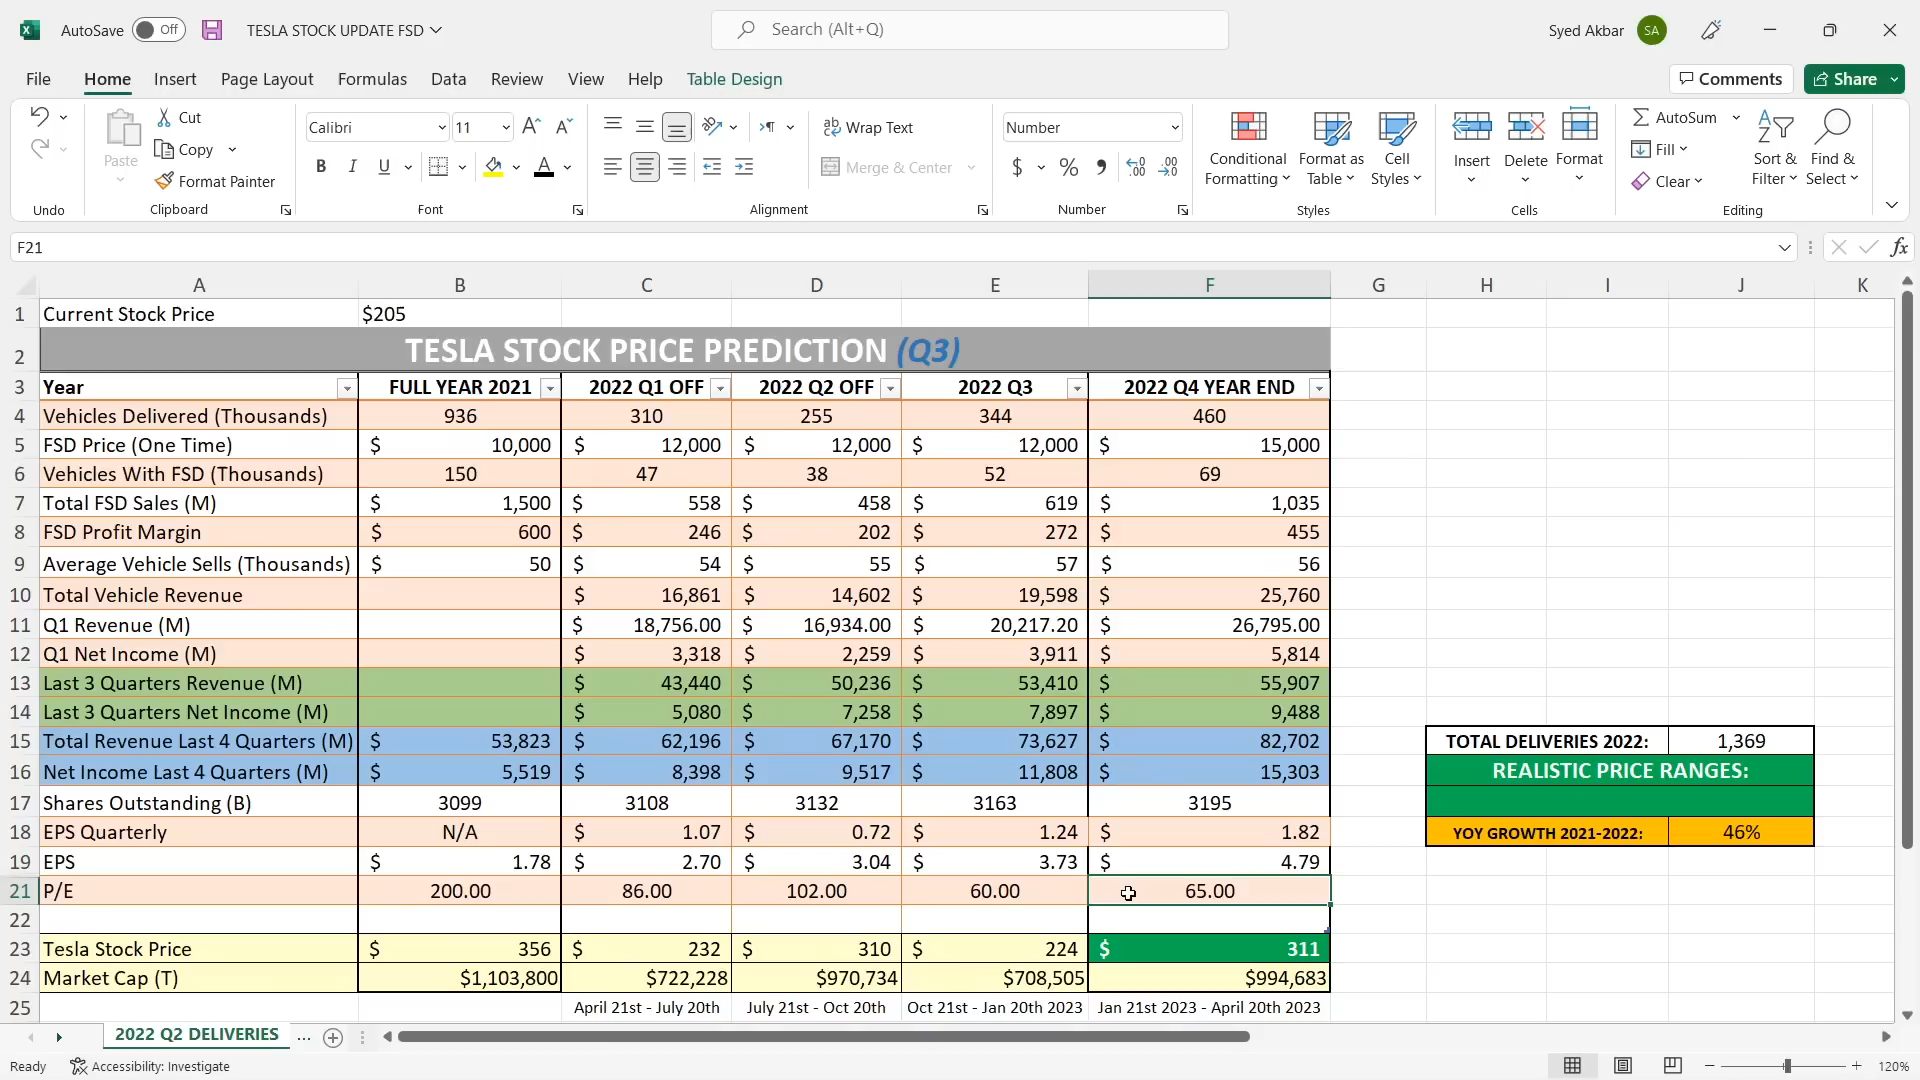 AutoSave Off TESLA STOCK UPDATE FSD Search (Alt+Q) Syed Akbar SA
File Home Insert Page Layout Formulas Data Review View Help Table Design Comments Share
Cut Calibri 11 Wrap Text Number AutoSum
Paste Copy Conditional Formatting Format as Table Cell Styles Insert Delete Format Fill Sort & Filter Find & Select
Format Painter B I U Merge & Center $ % Clear
Undo Clipboard Font Alignment Number Styles Cells Editing
F21 fx
A B C D E F G H I J K
1 Current Stock Price $205
2 TESLA STOCK PRICE PREDICTION (Q3)
3 Year FULL YEAR 2021 2022 Q1 OFF 2022 Q2 OFF 2022 Q3 2022 Q4 YEAR END
4 Vehicles Delivered (Thousands) 936 310 255 344 460
5 FSD Price (One Time) $ 10,000 $ 12,000 $ 12,000 $ 12,000 $ 15,000
6 Vehicles With FSD (Thousands) 150 47 38 52 69
7 Total FSD Sales (M) $ 1,500 $ 558 $ 458 $ 619 $ 1,035
8 FSD Profit Margin $ 600 $ 246 $ 202 $ 272 $ 455
9 Average Vehicle Sells (Thousands) $ 50 $ 54 $ 55 $ 57 $ 56
10 Total Vehicle Revenue $ 16,861 $ 14,602 $ 19,598 $ 25,760
11 Q1 Revenue (M) $ 18,756.00 $ 16,934.00 $ 20,217.20 $ 26,795.00
12 Q1 Net Income (M) $ 3,318 $ 2,259 $ 3,911 $ 5,814
13 Last 3 Quarters Revenue (M) $ 43,440 $ 50,236 $ 53,410 $ 55,907
14 Last 3 Quarters Net Income (M) $ 5,080 $ 7,258 $ 7,897 $ 9,488
15 Total Revenue Last 4 Quarters (M) $ 53,823 $ 62,196 $ 67,170 $ 73,627 $ 82,702 TOTAL DELIVERIES 2022: 1,369
16 Net Income Last 4 Quarters (M) $ 5,519 $ 8,398 $ 9,517 $ 11,808 $ 15,303 REALISTIC PRICE RANGES:
17 Shares Outstanding (B) 3099 3108 3132 3163 3195
18 EPS Quarterly N/A $ 1.07 $ 0.72 $ 1.24 $ 1.82 YOY GROWTH 2021-2022: 46%
19 EPS $ 1.78 $ 2.70 $ 3.04 $ 3.73 $ 4.79
21 P/E 200.00 86.00 102.00 60.00 65.00
22
23 Tesla Stock Price $ 356 $ 232 $ 310 $ 224 $ 311
24 Market Cap (T) $1,103,800 $722,228 $970,734 $708,505 $994,683
25 April 21st - July 20th July 21st - Oct 20th Oct 21st - Jan 20th 2023 Jan 21st 2023 - April 20th 2023
2022 Q2 DELIVERIES ...
Ready Accessibility: Investigate 120%